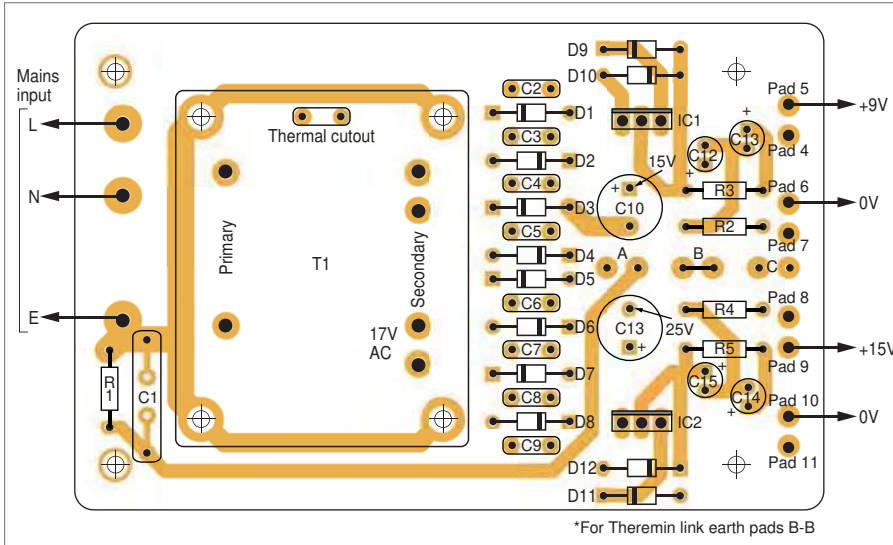 Mains
input
L
N
E
R
1
C1
Thermal cutout
Primary
T1
Secondary
17V
AC
C2
D1
C3
D2
C4
D3
C5
D4
D5
C6
D6
C7
D7
C8
D8
C9
D9
D10
IC1
15V
+
C10
C12
+
+
C13
R3
R2
A
B
C
C13
+
25V
R4
R5
+
C15
C14
+
IC2
D12
D11
Pad 5
+9V
Pad 4
Pad 6
0V
Pad 7
Pad 8
+15V
Pad 9
Pad 10
0V
Pad 11
*For Theremin link earth pads B-B